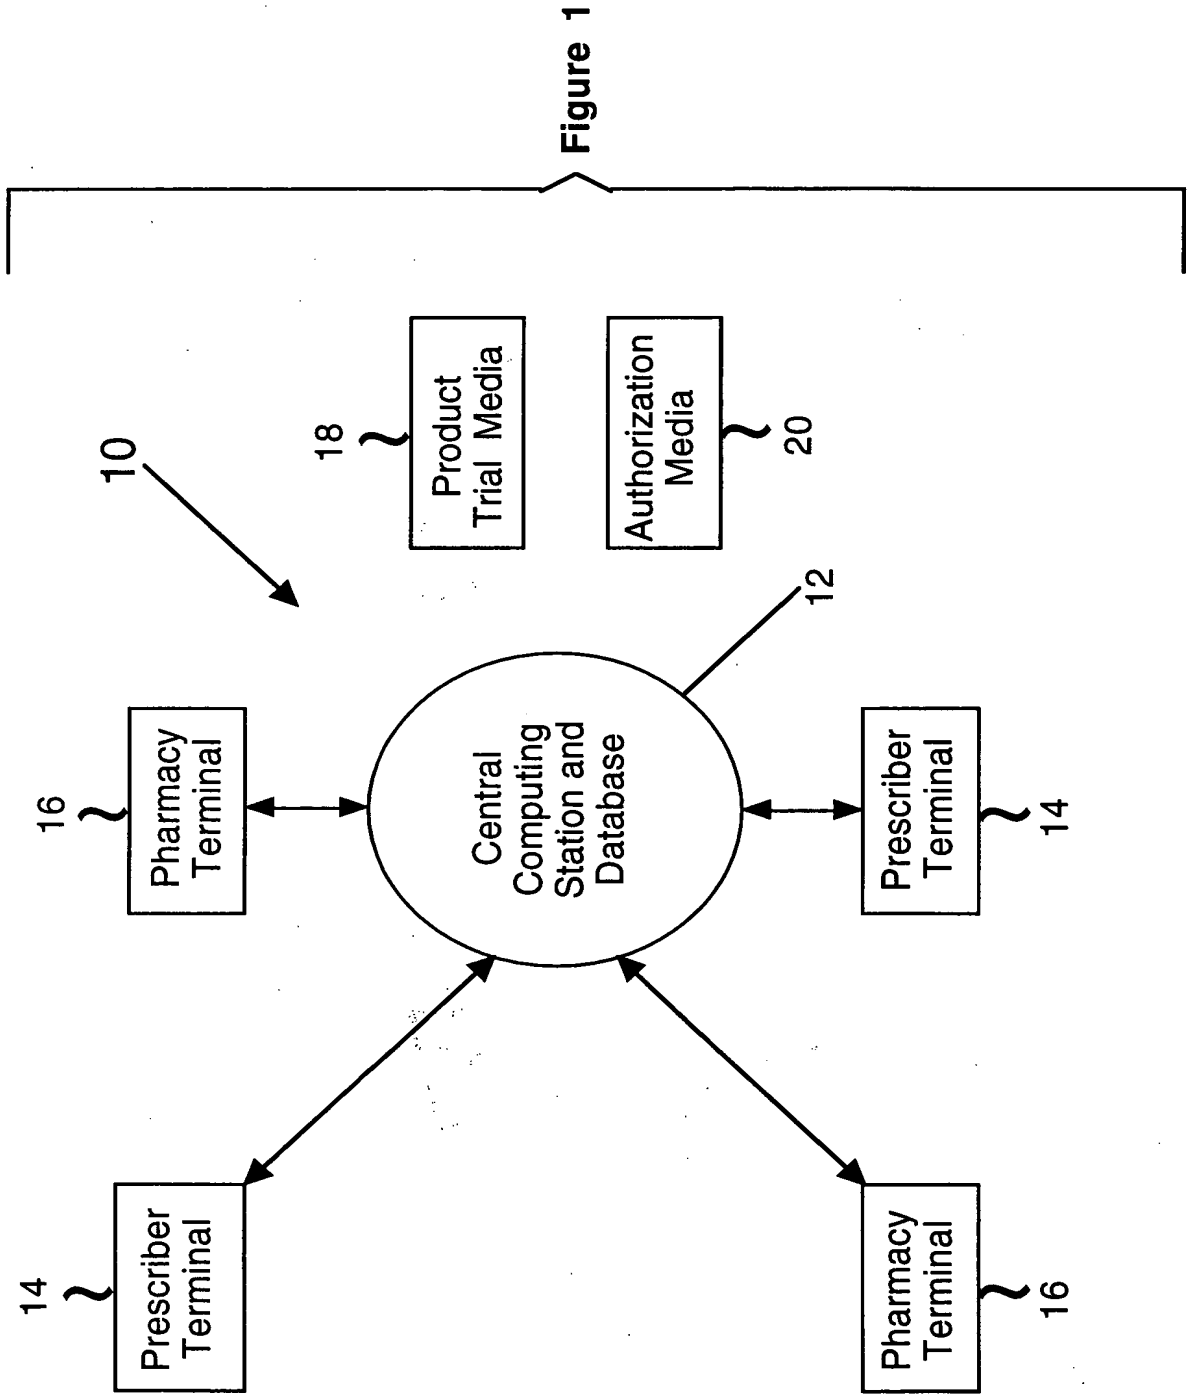 14
Prescriber
Terminal
16
Pharmacy
Terminal
10
18
Product
Trial Media
Central
Computing
Station and
Database
12
Authorization
Media
20
Pharmacy
Terminal
16
Prescriber
Terminal
14
Figure 1